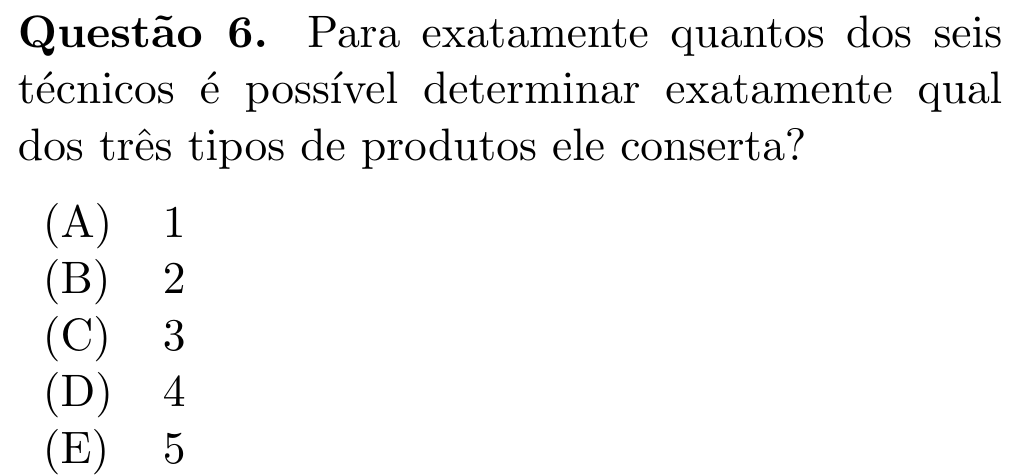 Questão 6. Para exatamente quantos dos seis
técnicos é possível determinar exatamente qual
dos três tipos de produtos ele conserta?
(A) 1
(B) 2
(C) 3
(D) 4
(E) 5